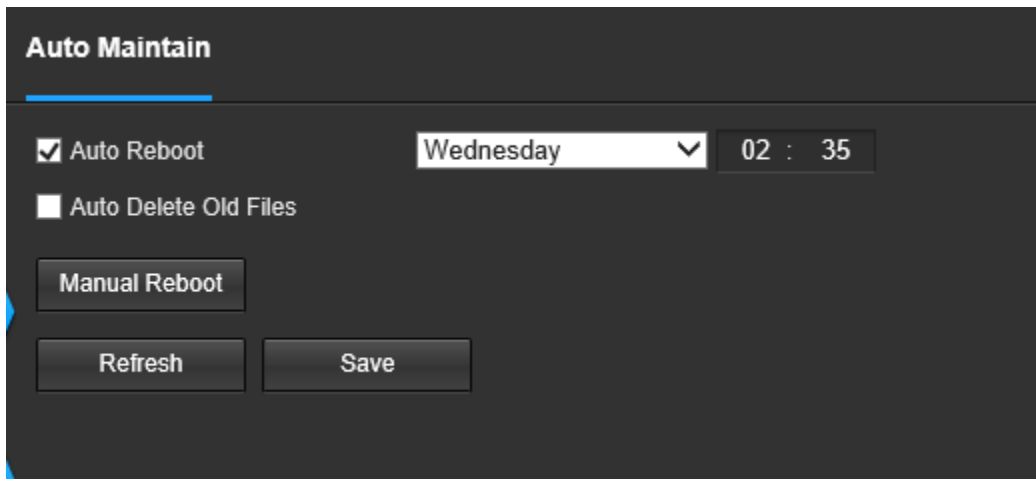 Auto Maintain
Auto Reboot Wednesday 02 : 35
Auto Delete Old Files
Manual Reboot
Refresh Save